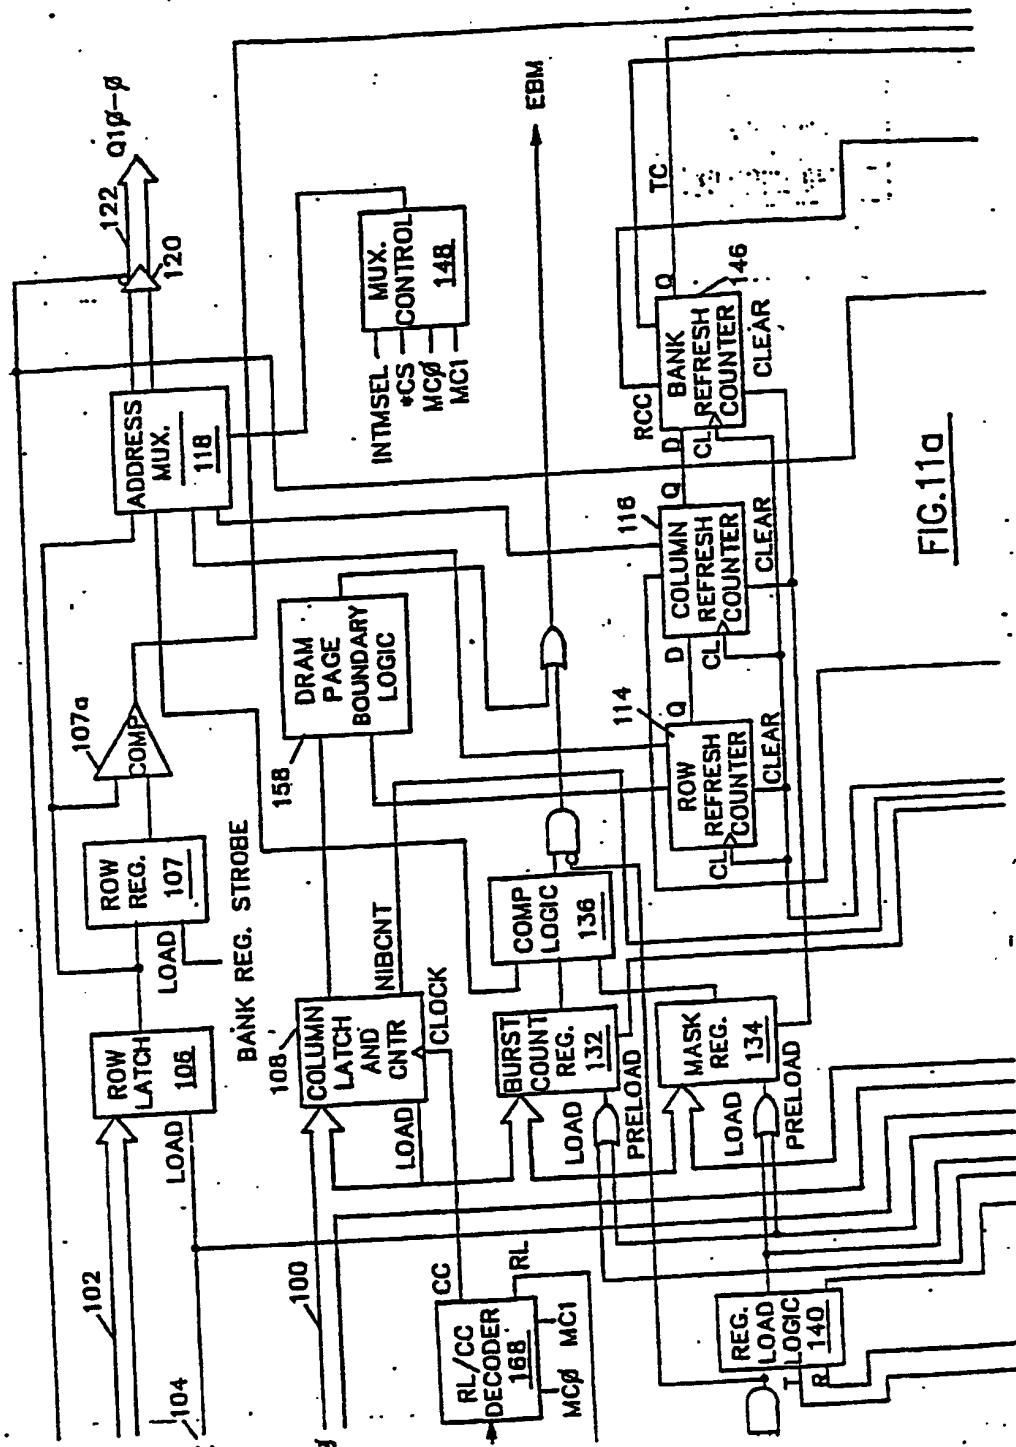 102
104
ROW
LATCH
106
LOAD
ROW
REG.
107
LOAD
BANK REG. STROBE
107a
COMP
ADDRESS
MUX.
118
122
120
Q1Ø-Ø
100
108
COLUMN
LATCH
AND
CNTR
LOAD
NIBCNT
CLOCK
158
DRAM
PAGE
BOUNDARY
LOGIC
INTMSEL
*CS
MCØ
MC1
MUX.
CONTROL
148
EBM
RL/CC
DECODER
168
CC
RL
MCØ
MC1
BURST
COUNT
REG.
132
LOAD
PRELOAD
COMP
LOGIC
136
MASK
REG.
134
LOAD
PRELOAD
REG.
LOAD
LOGIC
140
T
R
114
ROW
REFRESH
COUNTER
CL
Q
CLEAR
116
COLUMN
REFRESH
COUNTER
D
CL
Q
CLEAR
RCC
BANK
REFRESH
COUNTER
D
CL
Q
CLEAR
146
TC
FIG.11a